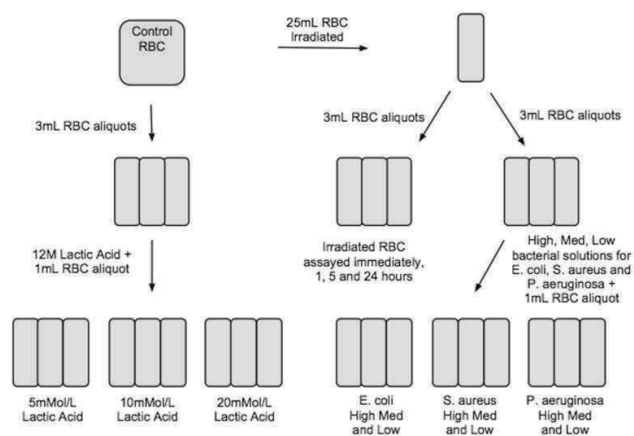 Control
RBC
25mL RBC
Irradiated
3mL RBC aliquots
3mL RBC aliquots
3mL RBC aliquots
12M Lactic Acid +
1mL RBC aliquot
Irradiated RBC
assayed immediately,
1, 5 and 24 hours
High, Med, Low
bacterial solutions for
E. coli, S. aureus and
P. aeruginosa +
1mL RBC aliquot
5mMol/L
Lactic Acid
10mMol/L
Lactic Acid
20mMol/L
Lactic Acid
E. coli
High Med
and Low
S. aureus
High Med
and Low
P. aeruginosa
High Med
and Low